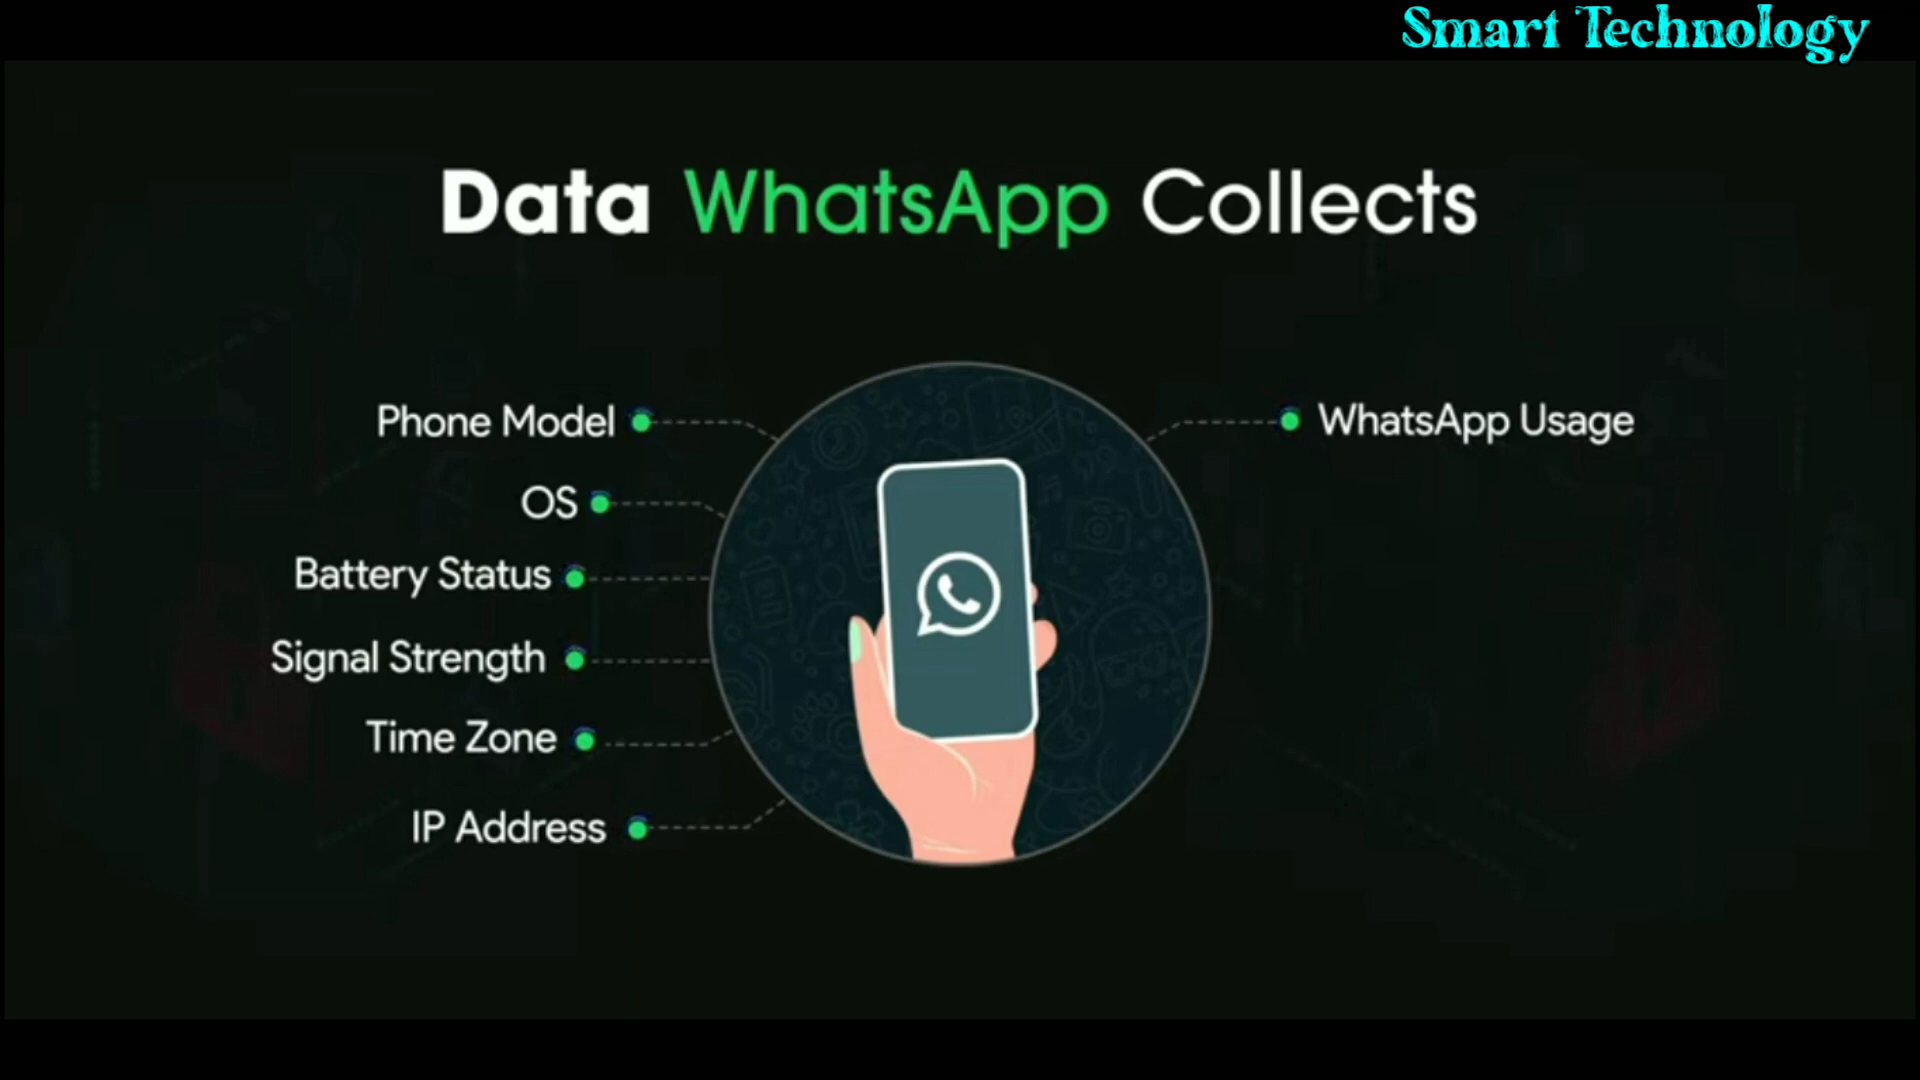 Smart Technology
Data WhatsApp Collects
Phone Model
OS
Battery Status
Signal Strength
Time Zone
IP Address
WhatsApp Usage